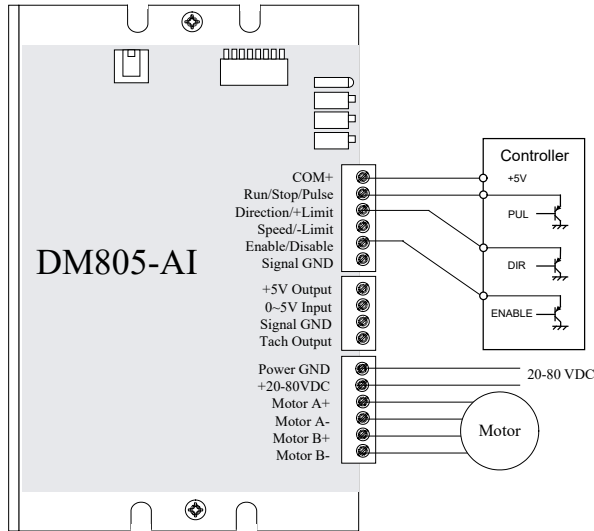 DM805-AI
COM+
Run/Stop/Pulse
Direction/+Limit
Speed/-Limit
Enable/Disable
Signal GND
+5V Output
0~5V Input
Signal GND
Tach Output
Power GND
+20-80VDC
Motor A+
Motor A-
Motor B+
Motor B-
Controller
+5V
PUL
DIR
ENABLE
20-80 VDC
Motor